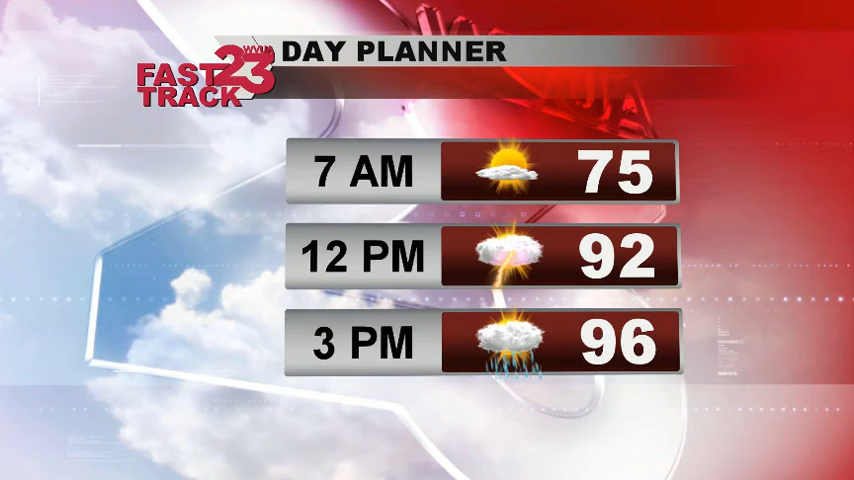 DAY PLANNER
WVUA
23
FAST
TRACK
7 AM 75
12 PM 92
3 PM 96